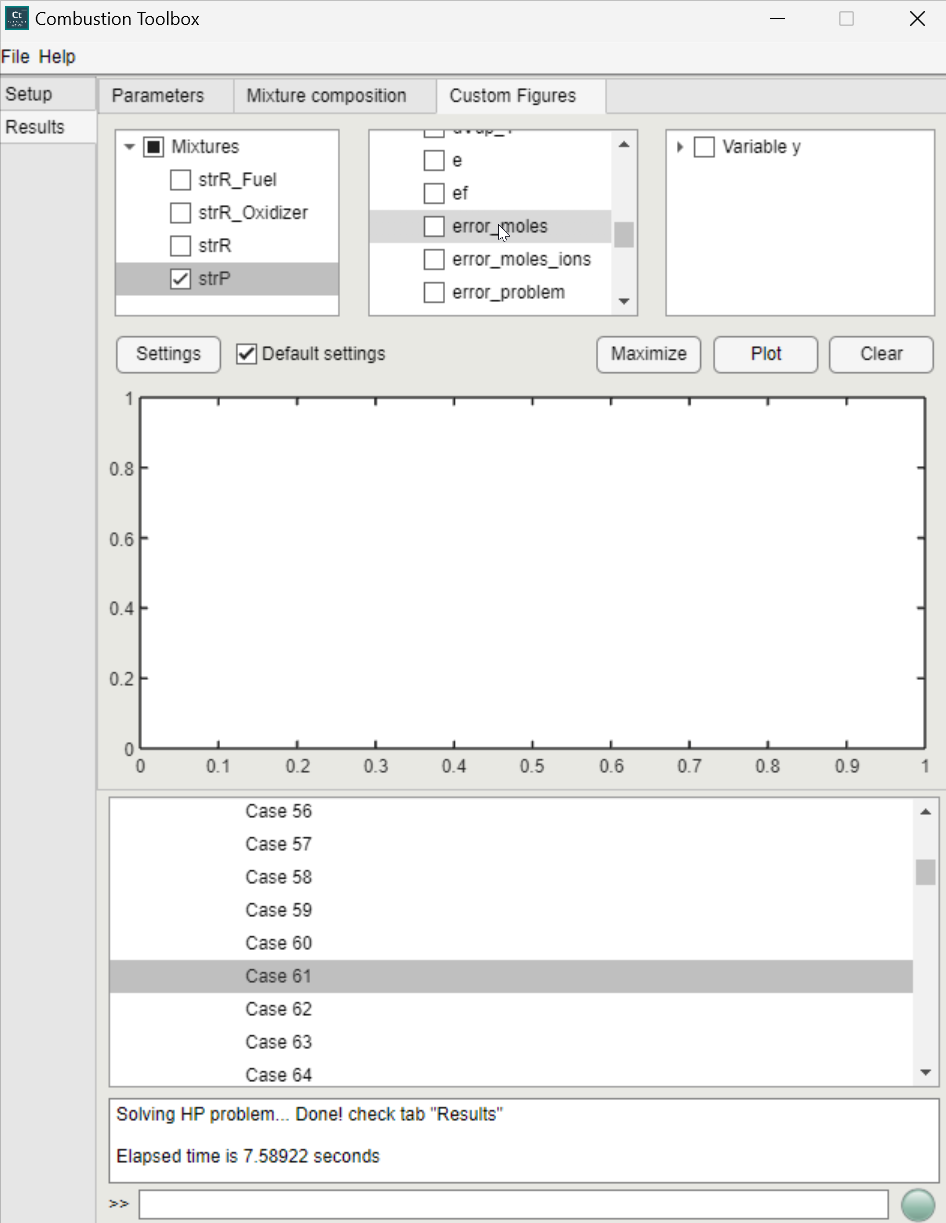 Ct
Combustion Toolbox
File Help
Setup
Results
Parameters
Mixture composition
Custom Figures
Mixtures
strR_Fuel
strR_Oxidizer
strR
strP
e
ef
error_moles
error_moles_ions
error_problem
Variable y
Settings
Default settings
Maximize
Plot
Clear
1
0.8
0.6
0.4
0.2
0
0 0.1 0.2 0.3 0.4 0.5 0.6 0.7 0.8 0.9 1
Case 56
Case 57
Case 58
Case 59
Case 60
Case 61
Case 62
Case 63
Case 64
Solving HP problem... Done! check tab "Results"
Elapsed time is 7.58922 seconds
>>